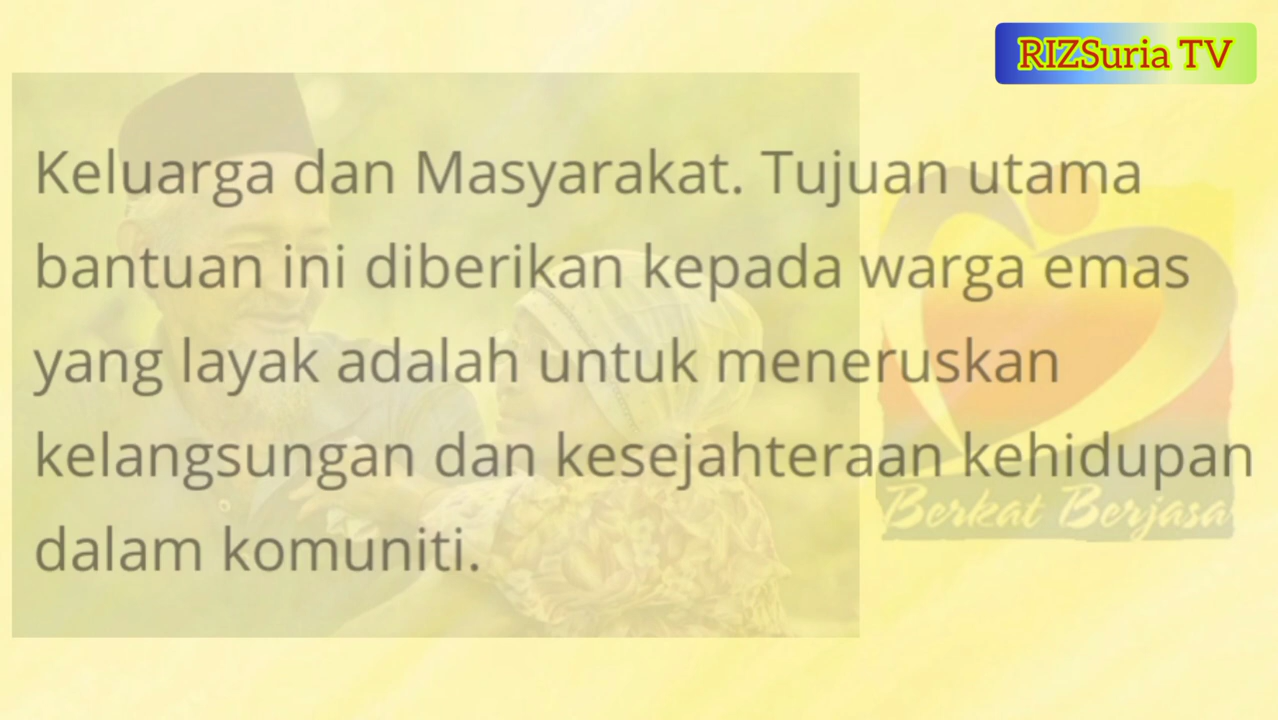 RIZSuria TV
Keluarga dan Masyarakat. Tujuan utama
bantuan ini diberikan kepada warga emas
yang layak adalah untuk meneruskan
kelangsungan dan kesejahteraan kehidupan
dalam komuniti.
Berkat Berjasa